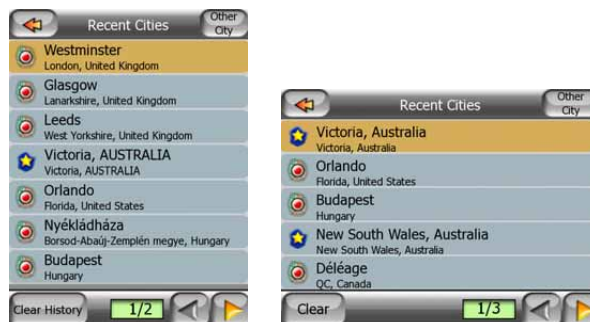 Recent Cities
Other
City
Westminster
London, United Kingdom
Glasgow
Lanarkshire, United Kingdom
Leeds
West Yorkshire, United Kingdom
Victoria, AUSTRALIA
Victoria, AUSTRALIA
Orlando
Florida, United States
Nyékládháza
Borsod-Abaúj-Zemplén megye, Hungary
Budapest
Hungary
Clear History
1/2
Recent Cities
Other
City
Victoria, Australia
Victoria, Australia
Orlando
Florida, United States
Budapest
Hungary
New South Wales, Australia
New South Wales, Australia
Déléage
QC, Canada
Clear
1/3